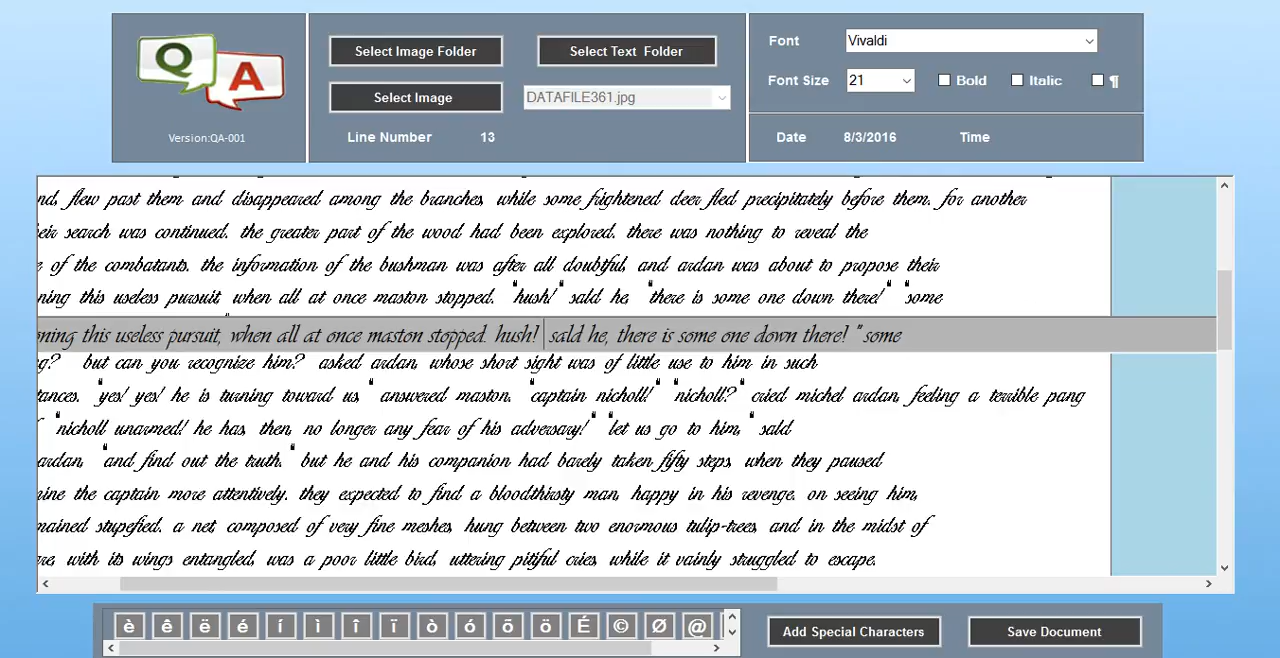 Q A
Version:QA-001
Select Image Folder
Select Text Folder
Select Image
DATAFILE361.jpg
Line Number 13
Font Vivaldi
Font Size 21 Bold Italic ¶
Date 8/3/2016 Time
nd, flew past them and disappeared among the branches, while some frightened deer fled precipitately before them. for another
eir search was continued. the greater part of the wood had been explored. there was nothing to reveal the
e of the combatants. the information of the bushman was after all doubtful, and ardan was about to propose their
ning this useless pursuit, when all at once maston stopped. "hush!" said he, "there is some one down there!" "some
ming this useless pursuit, when all at once maston stopped. hush! said he, there is some one down there! "some
g? but can you recognize him? asked ardan, whose short sight was of little use to him in such
tances. "yes! yes! he is turning toward us," answered maston. "captain nicholl!" "nicholl?" cried michel ardan, feeling a terrible pang
"nicholl unarmed! he has, then, no longer any fear of his adversary!" "let us go to him," said
ardan, "and find out the truth." but he and his companion had barely taken fifty steps, when they paused
nine the captain more attentively. they expected to find a bloodthirsty man, happy in his revenge. on seeing him,
mained stupefied. a net, composed of very fine meshes, hung between two enormous tulip-trees, and in the midst of
are, with its wings entangled, was a poor little bird, uttering pitiful cries, while it vainly struggled to escape.
è ê ë é í ì î ï ò ó õ ö É © Ø @
Add Special Characters
Save Document